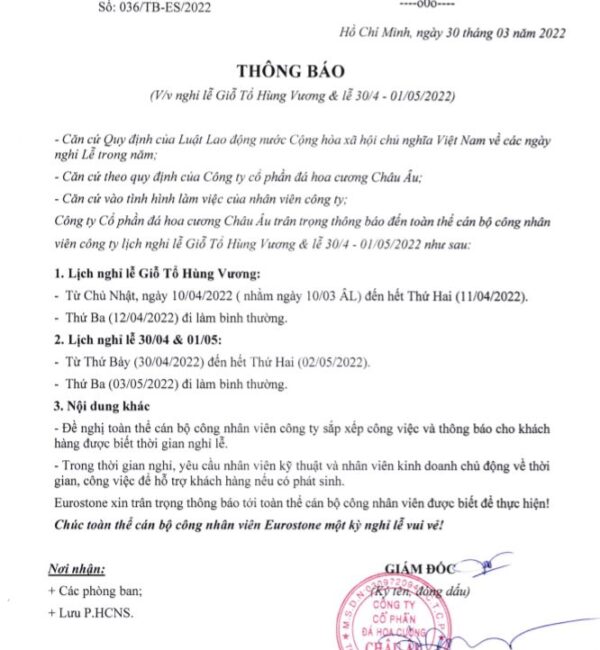 Số: 036/TB-ES/2022
----o0o----
Hồ Chí Minh, ngày 30 tháng 03 năm 2022
THÔNG BÁO
(V/v nghỉ lễ Giỗ Tổ Hùng Vương & lễ 30/4 - 01/05/2022)
- Căn cứ Quy định của Luật Lao động nước Cộng hòa xã hội chủ nghĩa Việt Nam về các ngày
nghỉ Lễ trong năm;
- Căn cứ theo quy định của Công ty cổ phần đá hoa cương Châu Âu;
- Căn cứ vào tình hình làm việc của nhân viên công ty;
Công ty Cổ phần đá hoa cương Châu Âu trân trọng thông báo đến toàn thể cán bộ công nhân
viên công ty lịch nghỉ lễ Giỗ Tổ Hùng Vương & lễ 30/4 - 01/05/2022 như sau:
1. Lịch nghỉ lễ Giỗ Tổ Hùng Vương:
- Từ Chủ Nhật, ngày 10/04/2022 ( nhằm ngày 10/03 ÂL) đến hết Thứ Hai (11/04/2022).
- Thứ Ba (12/04/2022) đi làm bình thường.
2. Lịch nghỉ lễ 30/04 & 01/05:
- Từ Thứ Bảy (30/04/2022) đến hết Thứ Hai (02/05/2022).
- Thứ Ba (03/05/2022) đi làm bình thường.
3. Nội dung khác
- Đề nghị toàn thể cán bộ công nhân viên công ty sắp xếp công việc và thông báo cho khách
hàng được biết thời gian nghỉ lễ.
- Trong thời gian nghỉ, yêu cầu nhân viên kỹ thuật và nhân viên kinh doanh chủ động về thời
gian, công việc để hỗ trợ khách hàng nếu có phát sinh.
Eurostone xin trân trọng thông báo tới toàn thể cán bộ công nhân viên được biết để thực hiện!
Chúc toàn thể cán bộ công nhân viên Eurostone một kỳ nghỉ lễ vui vẻ!
Nơi nhận:
+ Các phòng ban;
+ Lưu P.HCNS.
GIÁM ĐỐC
(Ký tên, đóng dấu)
CÔNG TY
CỔ PHẦN
ĐÁ HOA CƯƠNG